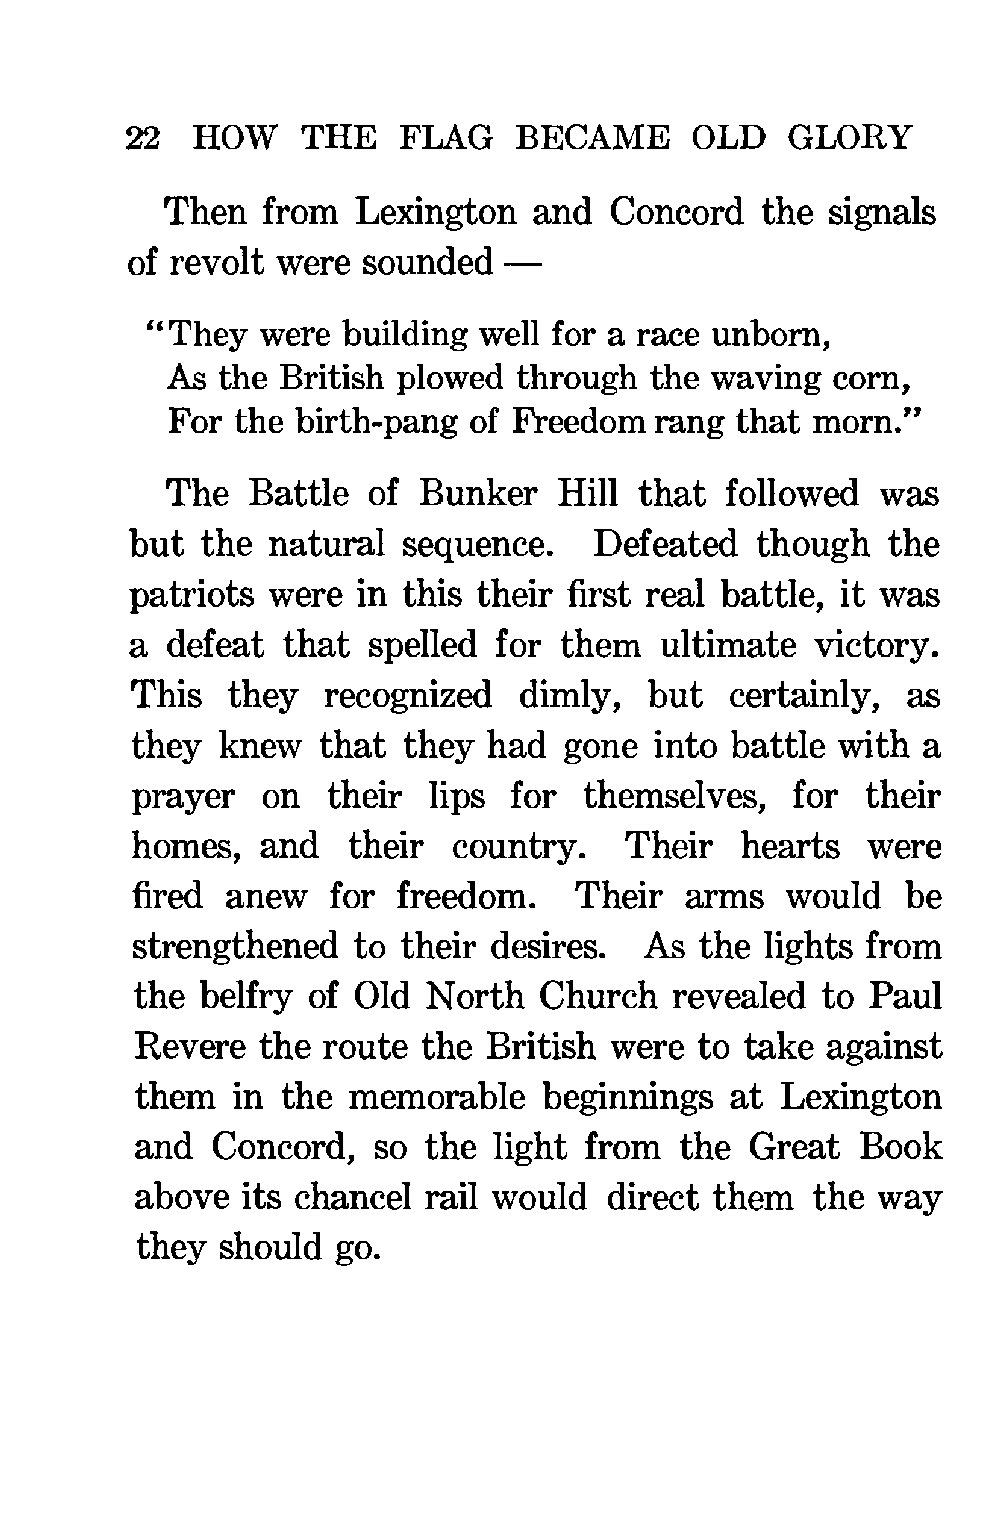 22 HOW THE FLAG BECAME OLD GLORY
Then from Lexington and Concord the signals
of revolt were sounded —
“They were building well for a race unborn,
As the British plowed through the waving corn,
For the birth-pang of Freedom rang that morn.”
The Battle of Bunker Hill that followed was
but the natural sequence. Defeated though the
patriots were in this their first real battle, it was
a defeat that spelled for them ultimate victory.
This they recognized dimly, but certainly, as
they knew that they had gone into battle with a
prayer on their lips for themselves, for their
homes, and their country. Their hearts were
fired anew for freedom. Their arms would be
strengthened to their desires. As the lights from
the belfry of Old North Church revealed to Paul
Revere the route the British were to take against
them in the memorable beginnings at Lexington
and Concord, so the light from the Great Book
above its chancel rail would direct them the way
they should go.